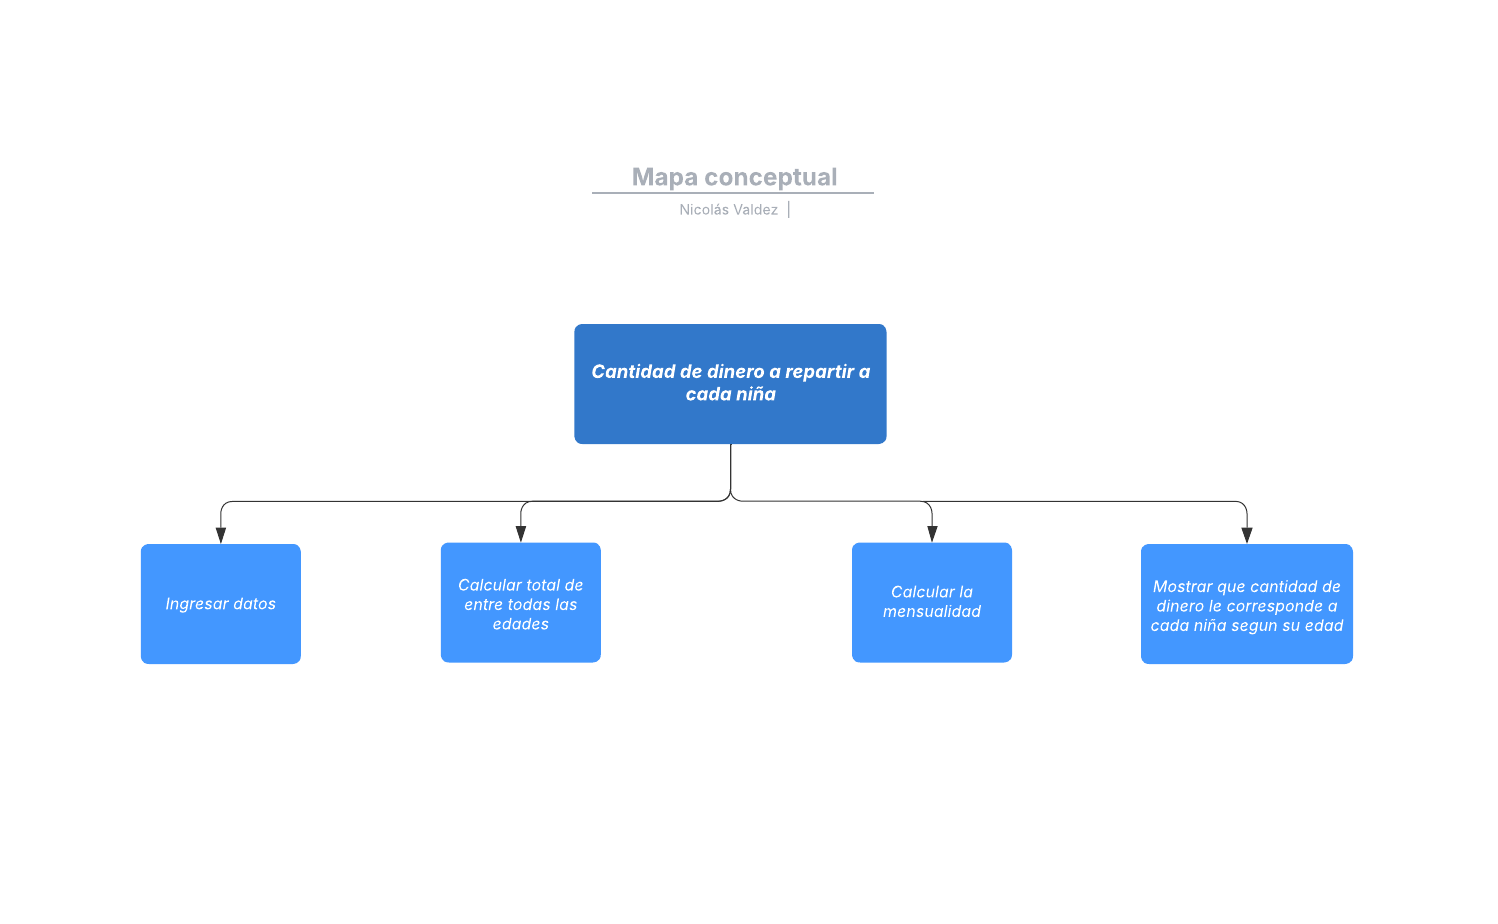 Mapa conceptual
Nicolás Valdez |
Cantidad de dinero a repartir a
cada niña
Ingresar datos
Calcular total de
entre todas las
edades
Calcular la
mensualidad
Mostrar que cantidad de
dinero le corresponde a
cada niña segun su edad